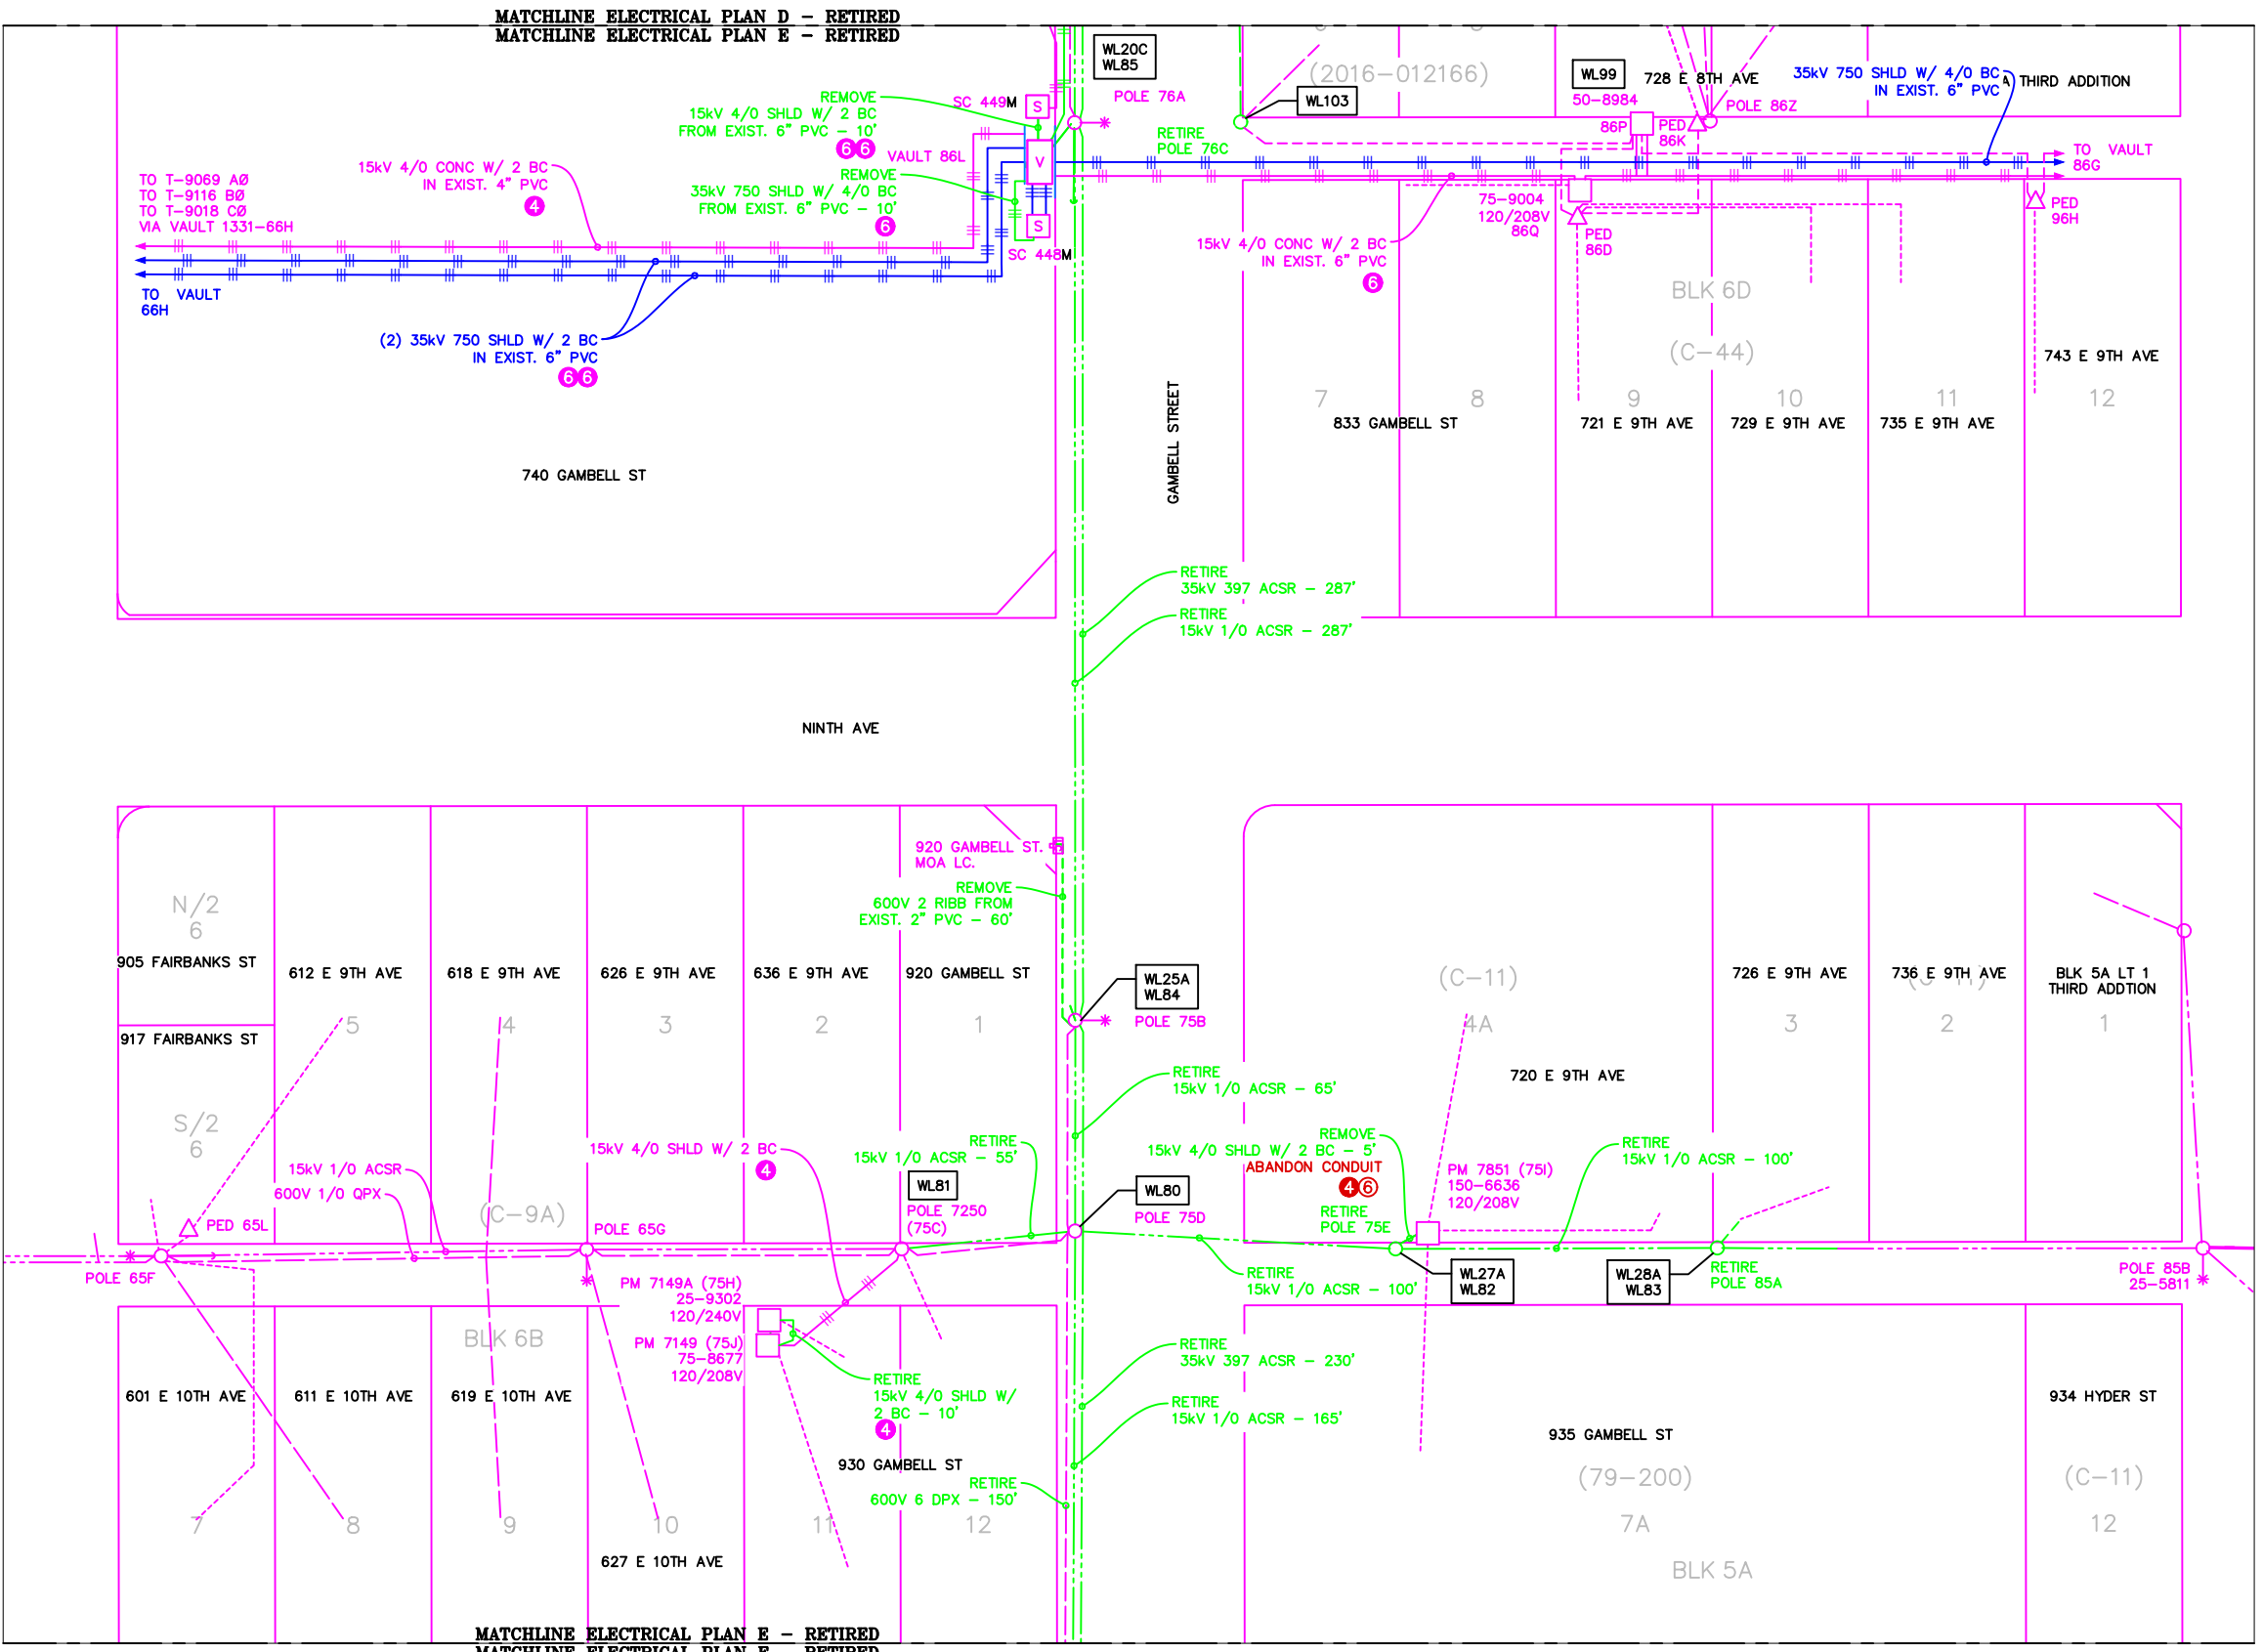 MATCHLINE ELECTRICAL PLAN D - RETIRED
MATCHLINE ELECTRICAL PLAN E - RETIRED
WL20C
WL85
POLE 76A
SC 449M
S
REMOVE
15kV 4/0 SHLD W/ 2 BC
FROM EXIST. 6" PVC - 10'
6 6
VAULT 86L
V
REMOVE
35kV 750 SHLD W/ 4/0 BC
FROM EXIST. 6" PVC - 10'
6
S
SC 448M
15kV 4/0 CONC W/ 2 BC
IN EXIST. 4" PVC
4
TO T-9069 AØ
TO T-9116 BØ
TO T-9018 CØ
VIA VAULT 1331-66H
TO VAULT
66H
(2) 35kV 750 SHLD W/ 2 BC
IN EXIST. 6" PVC
6 6
740 GAMBELL ST
(2016-012166)
WL103
RETIRE
POLE 76C
WL99
50-8984
86P
PED
86K
728 E 8TH AVE
POLE 86Z
35kV 750 SHLD W/ 4/0 BC
IN EXIST. 6" PVC
THIRD ADDITION
TO VAULT
86G
75-9004
120/208V
86Q
PED
86D
PED
96H
15kV 4/0 CONC W/ 2 BC
IN EXIST. 6" PVC
6
BLK 6D
(C-44)
743 E 9TH AVE
7
8
9
10
11
12
833 GAMBELL ST
721 E 9TH AVE
729 E 9TH AVE
735 E 9TH AVE
GAMBELL STREET
RETIRE
35kV 397 ACSR - 287'
RETIRE
15kV 1/0 ACSR - 287'
NINTH AVE
920 GAMBELL ST.
MOA LC.
REMOVE
600V 2 RIBB FROM
EXIST. 2" PVC - 60'
N/2
6
905 FAIRBANKS ST
612 E 9TH AVE
618 E 9TH AVE
626 E 9TH AVE
636 E 9TH AVE
920 GAMBELL ST
5
4
3
2
1
917 FAIRBANKS ST
S/2
6
WL25A
WL84
POLE 75B
(C-11)
4A
720 E 9TH AVE
726 E 9TH AVE
736 E 9TH AVE
BLK 5A LT 1
THIRD ADDTION
3
2
1
RETIRE
15kV 1/0 ACSR - 65'
15kV 4/0 SHLD W/ 2 BC
4
RETIRE
15kV 1/0 ACSR - 55'
15kV 1/0 ACSR
600V 1/0 QPX
WL81
POLE 7250
(75C)
WL80
POLE 75D
REMOVE
15kV 4/0 SHLD W/ 2 BC - 5'
ABANDON CONDUIT
4 6
RETIRE
POLE 75E
PM 7851 (75I)
150-6636
120/208V
RETIRE
15kV 1/0 ACSR - 100'
PED 65L
(C-9A)
POLE 65G
POLE 65F
RETIRE
15kV 1/0 ACSR - 100'
WL27A
WL82
WL28A
WL83
RETIRE
POLE 85A
POLE 85B
25-5811
PM 7149A (75H)
25-9302
120/240V
PM 7149 (75J)
75-8677
120/208V
BLK 6B
RETIRE
15kV 4/0 SHLD W/
2 BC - 10'
4
RETIRE
35kV 397 ACSR - 230'
RETIRE
15kV 1/0 ACSR - 165'
601 E 10TH AVE
611 E 10TH AVE
619 E 10TH AVE
934 HYDER ST
935 GAMBELL ST
930 GAMBELL ST
RETIRE
600V 6 DPX - 150'
(79-200)
(C-11)
7
8
9
10
11
12
7A
12
627 E 10TH AVE
BLK 5A
MATCHLINE ELECTRICAL PLAN E - RETIRED